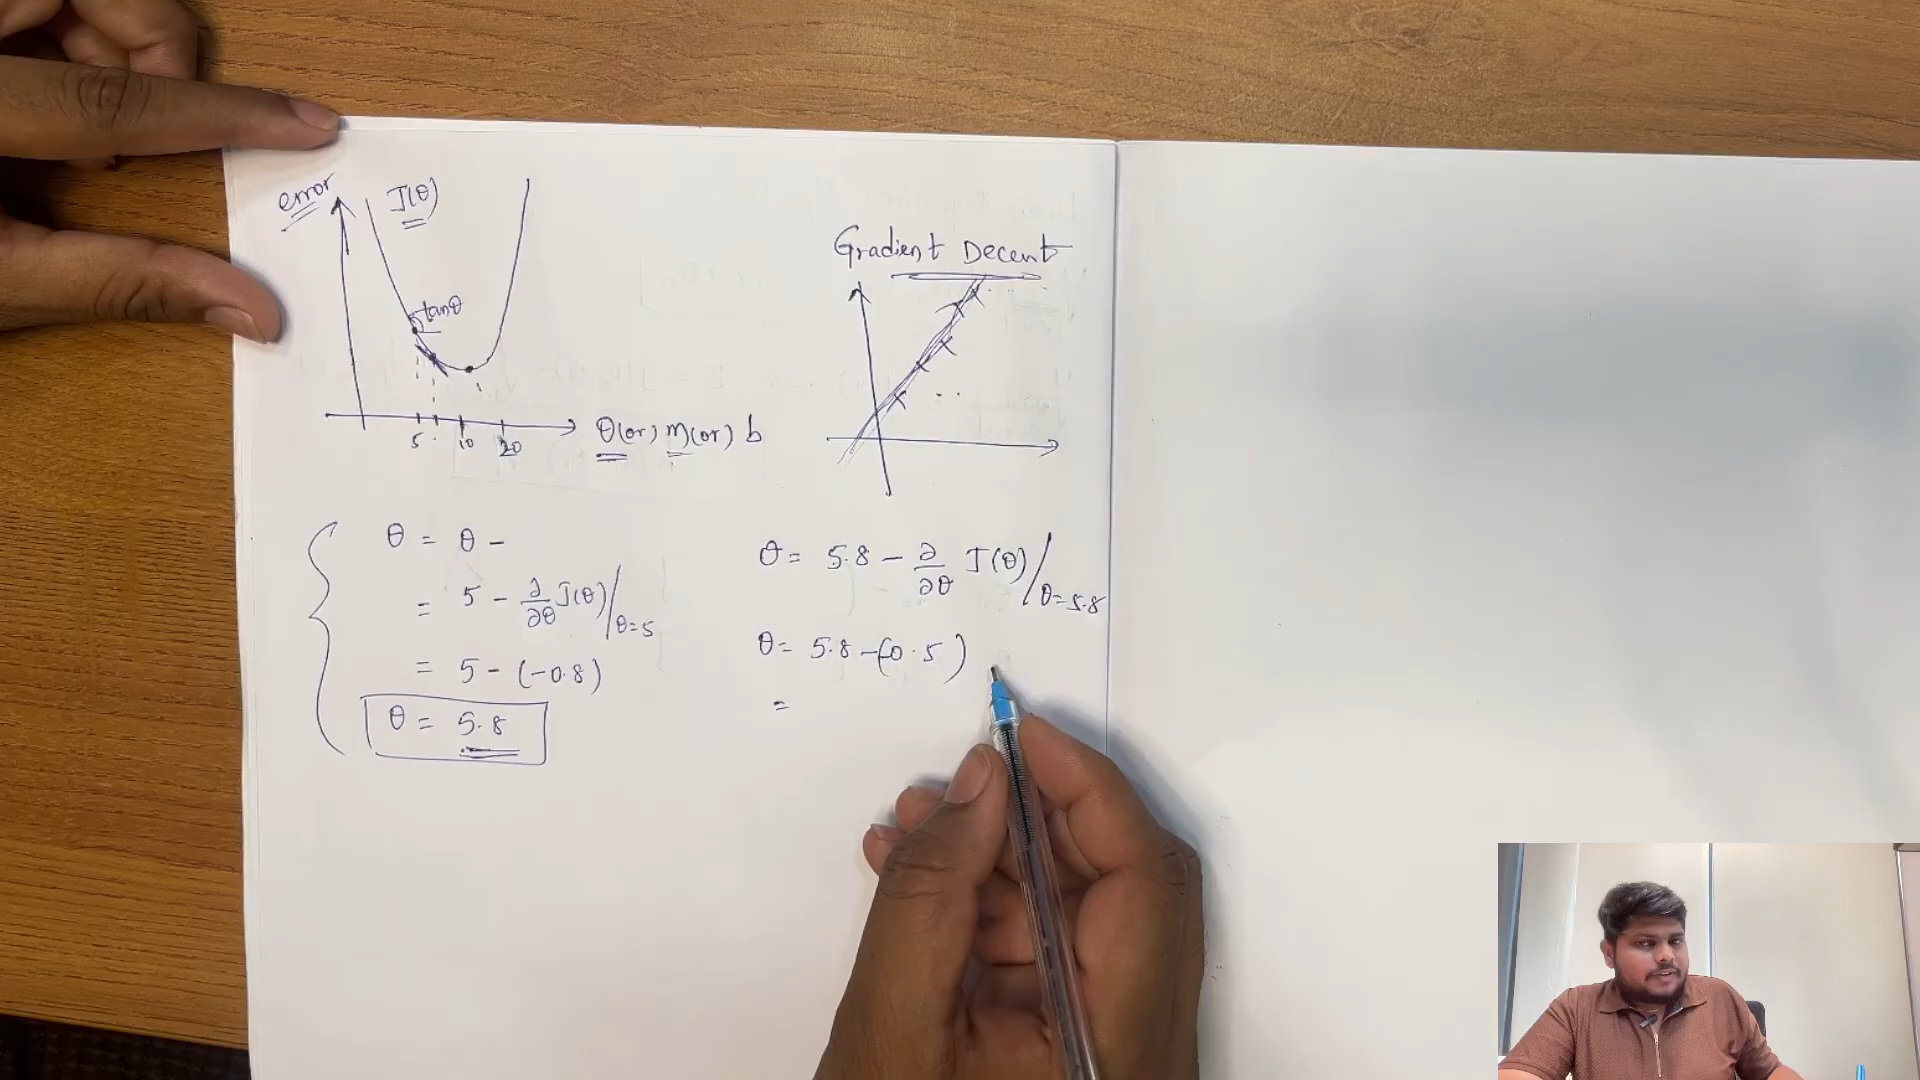 error
J(θ)
tanθ
5 10 20
θ(or) m(or) b
Gradient Decent
θ = θ -
= 5 - ∂/∂θ J(θ) / θ=5
= 5 - (-0.8)
θ = 5.8
θ = 5.8 - ∂/∂θ J(θ) / θ=5.8
θ = 5.8 - (-0.5)
=